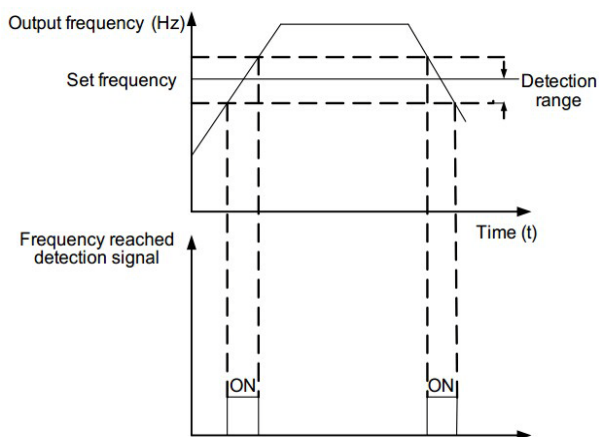 Output frequency (Hz)
Set frequency
Detection
range
Time (t)
Frequency reached
detection signal
ON
ON